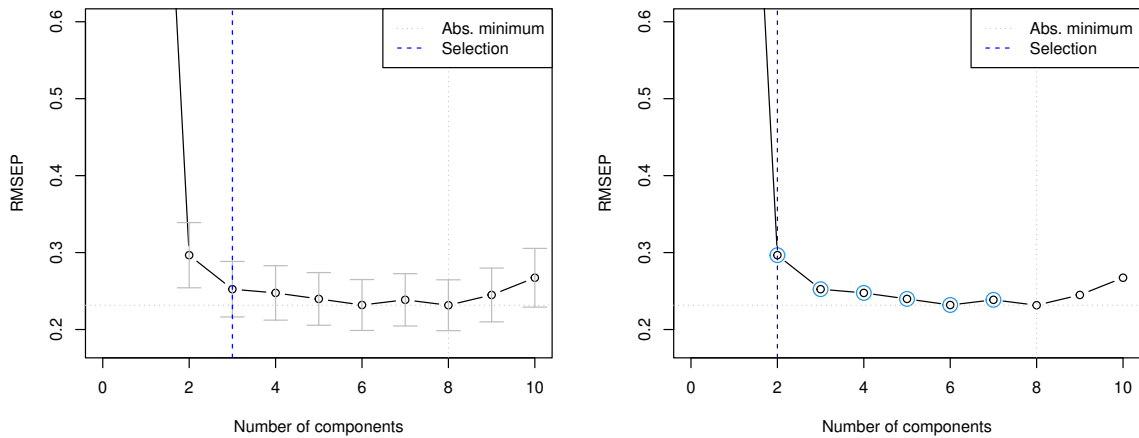 0.6
0.5
0.4
0.3
0.2
RMSEP
Abs. minimum
Selection
0 2 4 6 8 10
Number of components
0.6
0.5
0.4
0.3
0.2
RMSEP
Abs. minimum
Selection
0 2 4 6 8 10
Number of components